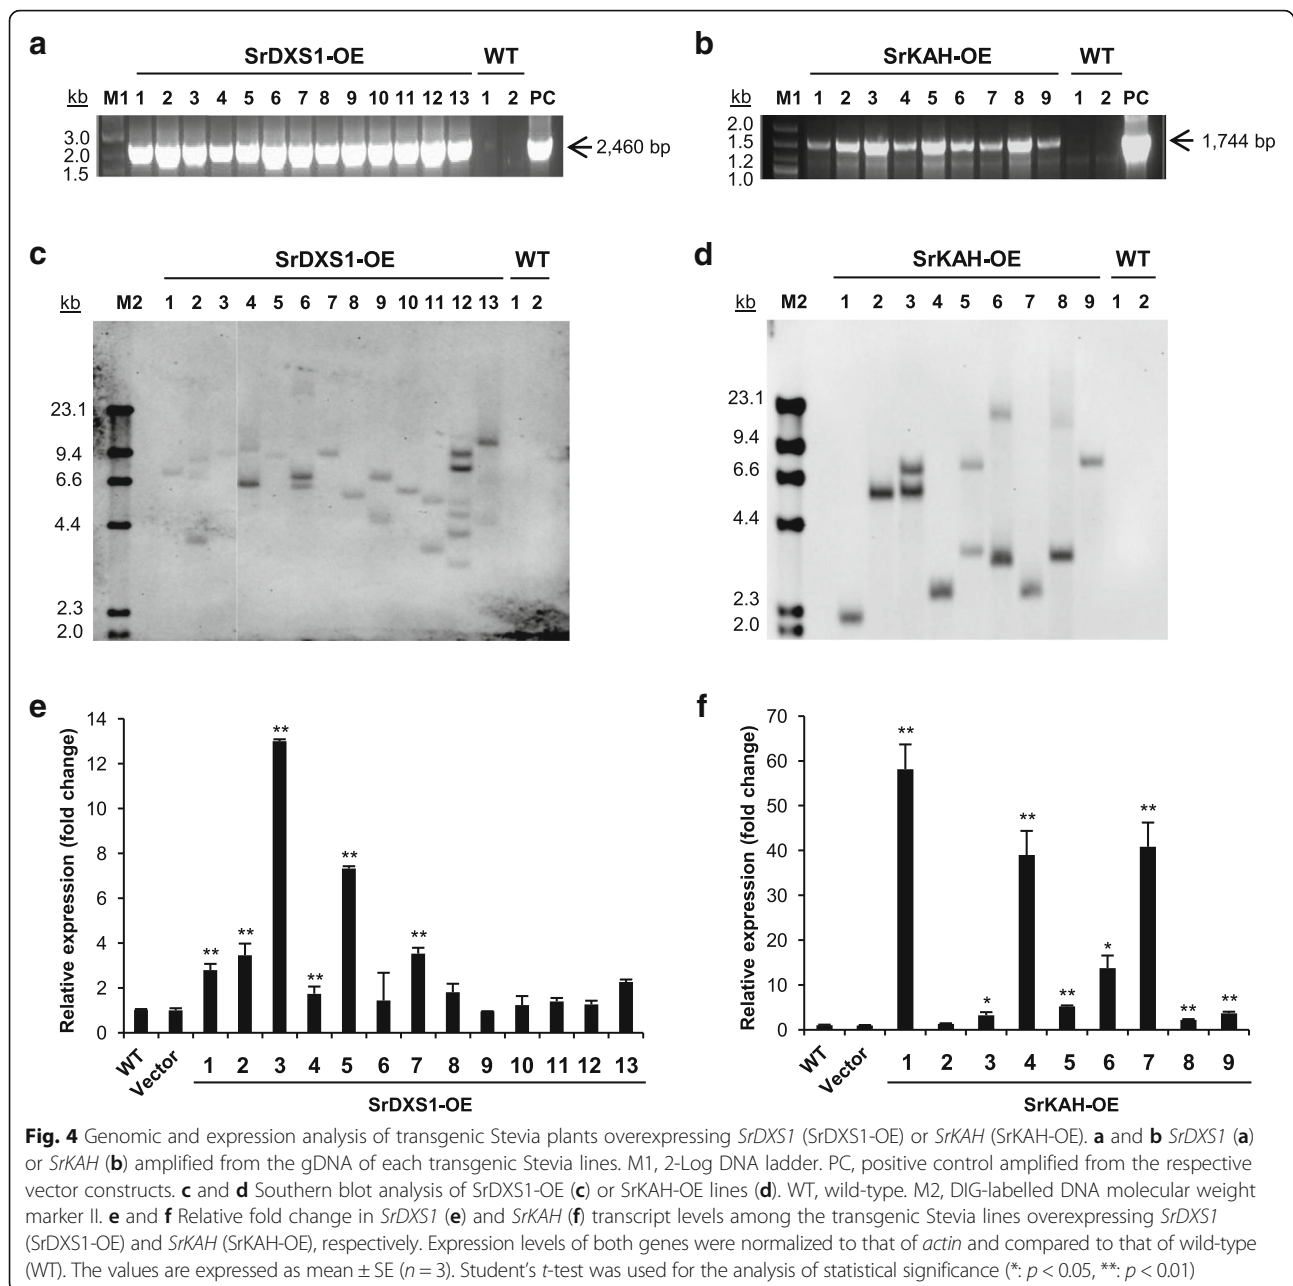 a
SrDXS1-OE WT
kb M1 1 2 3 4 5 6 7 8 9 10 11 12 13 1 2 PC
3.0
2.0
1.5
2,460 bp
b
SrKAH-OE WT
kb M1 1 2 3 4 5 6 7 8 9 1 2 PC
2.0
1.5
1.2
1.0
1,744 bp
c
SrDXS1-OE WT
kb M2 1 2 3 4 5 6 7 8 9 10 11 12 13 1 2
23.1
9.4
6.6
4.4
2.3
2.0
d
SrKAH-OE WT
kb M2 1 2 3 4 5 6 7 8 9 1 2
23.1
9.4
6.6
4.4
2.3
2.0
e
Relative expression (fold change)
14
12
10
8
6
4
2
0
** ** ** ** ** **
WT Vector 1 2 3 4 5 6 7 8 9 10 11 12 13
SrDXS1-OE
f
Relative expression (fold change)
70
60
50
40
30
20
10
0
** * ** ** * ** ** **
WT Vector 1 2 3 4 5 6 7 8 9
SrKAH-OE
Fig. 4 Genomic and expression analysis of transgenic Stevia plants overexpressing SrDXS1 (SrDXS1-OE) or SrKAH (SrKAH-OE). a and b SrDXS1 (a)
or SrKAH (b) amplified from the gDNA of each transgenic Stevia lines. M1, 2-Log DNA ladder. PC, positive control amplified from the respective
vector constructs. c and d Southern blot analysis of SrDXS1-OE (c) or SrKAH-OE lines (d). WT, wild-type. M2, DIG-labelled DNA molecular weight
marker II. e and f Relative fold change in SrDXS1 (e) and SrKAH (f) transcript levels among the transgenic Stevia lines overexpressing SrDXS1
(SrDXS1-OE) and SrKAH (SrKAH-OE), respectively. Expression levels of both genes were normalized to that of actin and compared to that of wild-type
(WT). The values are expressed as mean ± SE (n = 3). Student's t-test was used for the analysis of statistical significance (*: p < 0.05, **: p < 0.01)